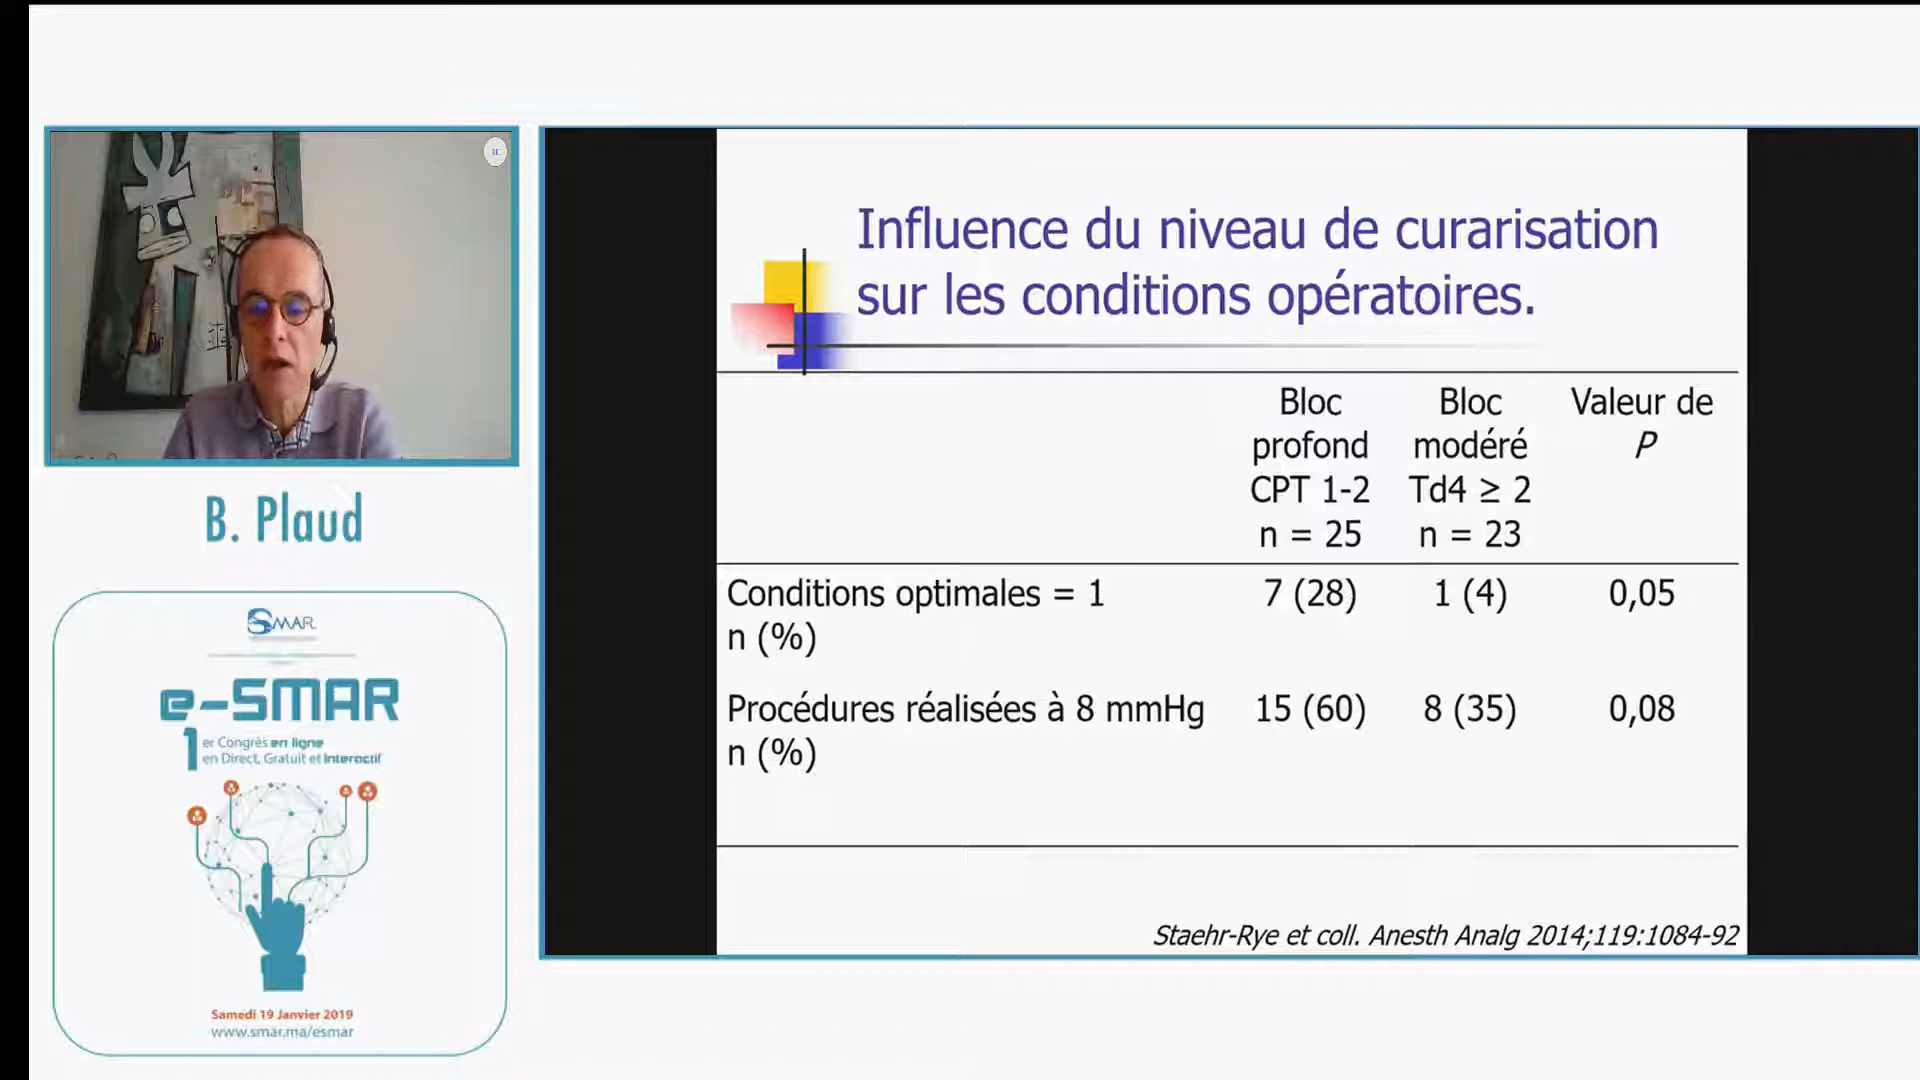 B. Plaud
SMAR
e-SMAR
1er Congrés en ligne
en Direct, Gratuit et Interactif
Samedi 19 Janvier 2019
www.smar.ma/esmar
Influence du niveau de curarisation
sur les conditions opératoires.
Bloc profond CPT 1-2 n = 25
Bloc modéré Td4 ≥ 2 n = 23
Valeur de P
Conditions optimales = 1 7 (28) 1 (4) 0,05
n (%)
Procédures réalisées à 8 mmHg 15 (60) 8 (35) 0,08
n (%)
Staehr-Rye et coll. Anesth Analg 2014;119:1084-92